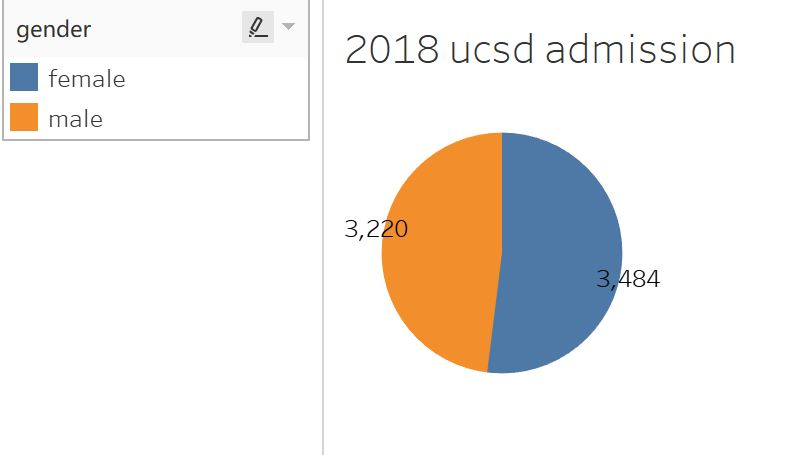 gender
female
male
2018 ucsd admission
3,220
3,484